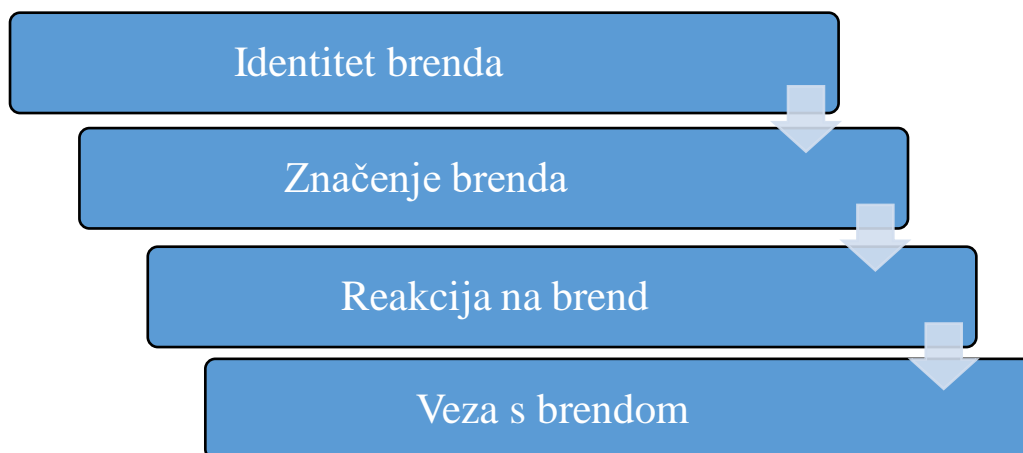 Identitet brenda
Značenje brenda
Reakcija na brend
Veza s brendom